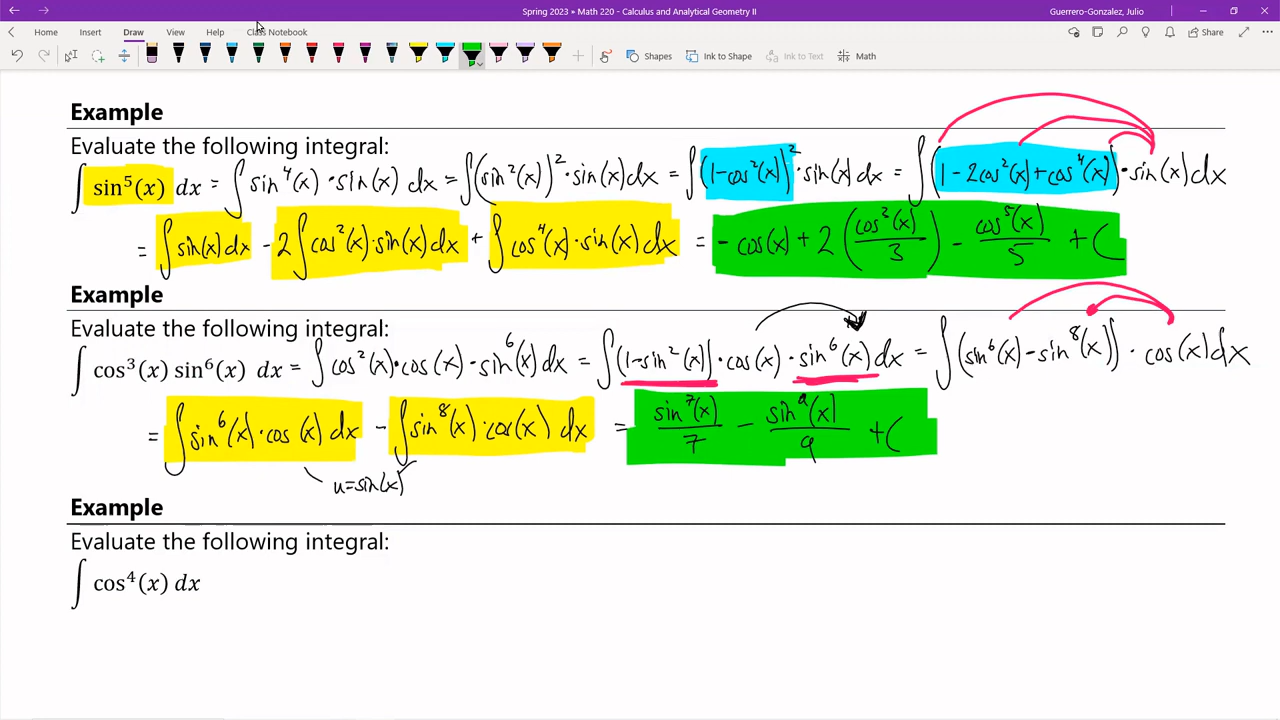 Spring 2023 » Math 220 - Calculus and Analytical Geometry II Guerrero-Gonzalez, Julio
Home Insert Draw View Help Class Notebook Share
Shapes Ink to Shape Ink to Text Math
Example
Evaluate the following integral:
∫ sin⁵(x) dx = ∫ sin⁴(x) · sin(x) dx = ∫ (sin²(x))² · sin(x) dx = ∫ (1-cos²(x))² · sin(x) dx = ∫ (1 - 2cos²(x) + cos⁴(x)) · sin(x) dx
= ∫ sin(x) dx - 2 ∫ cos²(x) · sin(x) dx + ∫ cos⁴(x) · sin(x) dx = - cos(x) + 2 (cos³(x)/3) - cos⁵(x)/5 + C
Example
Evaluate the following integral:
∫ cos³(x) sin⁶(x) dx = ∫ cos²(x) · cos(x) · sin⁶(x) dx = ∫ (1-sin²(x)) · cos(x) · sin⁶(x) dx = ∫ (sin⁶(x) - sin⁸(x)) · cos(x) dx
= ∫ sin⁶(x) · cos(x) dx - ∫ sin⁸(x) · cos(x) dx = sin⁷(x)/7 - sin⁹(x)/9 + C
u=sin(x)
Example
Evaluate the following integral:
∫ cos⁴(x) dx